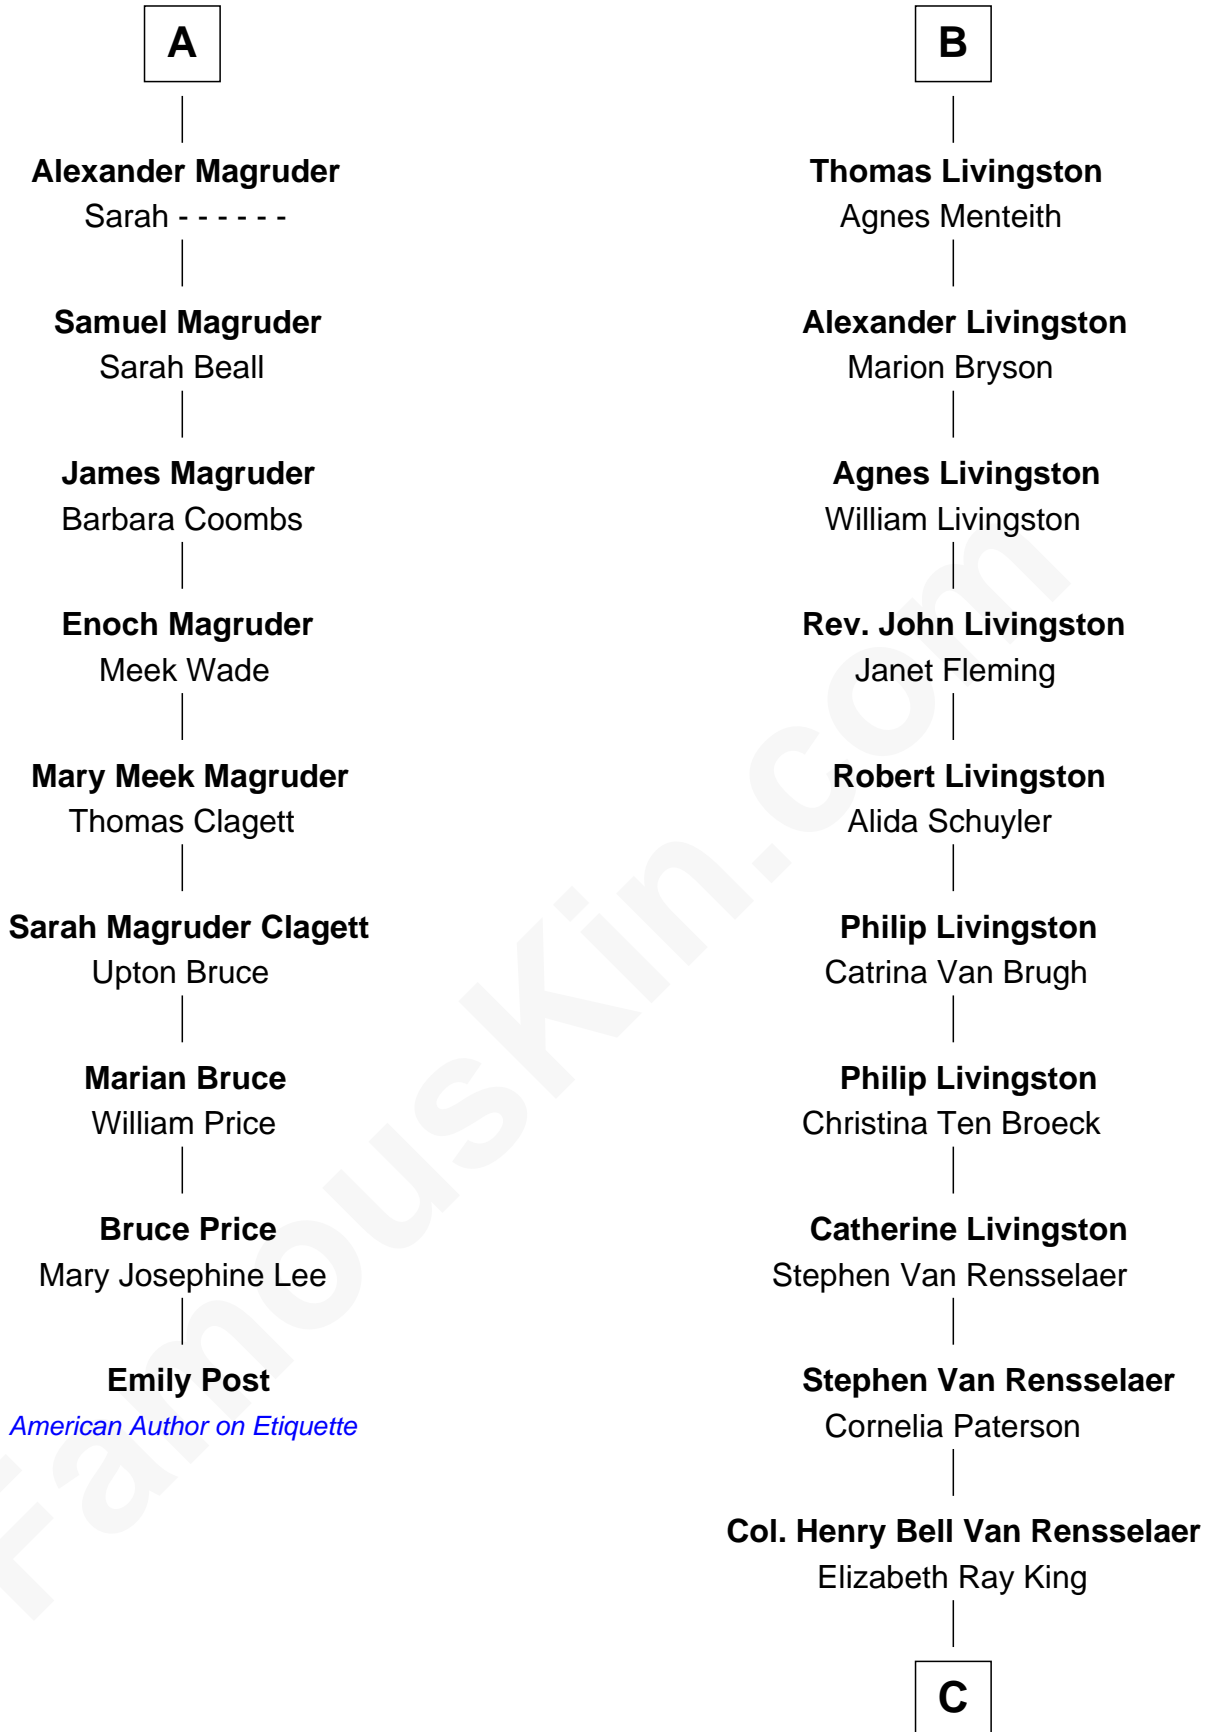 A
Alexander Magruder
Sarah - - - - - -
Samuel Magruder
Sarah Beall
James Magruder
Barbara Coombs
Enoch Magruder
Meek Wade
Mary Meek Magruder
Thomas Clagett
Sarah Magruder Clagett
Upton Bruce
Marian Bruce
William Price
Bruce Price
Mary Josephine Lee
Emily Post
American Author on Etiquette
B
Thomas Livingston
Agnes Menteith
Alexander Livingston
Marion Bryson
Agnes Livingston
William Livingston
Rev. John Livingston
Janet Fleming
Robert Livingston
Alida Schuyler
Philip Livingston
Catrina Van Brugh
Philip Livingston
Christina Ten Broeck
Catherine Livingston
Stephen Van Rensselaer
Stephen Van Rensselaer
Cornelia Paterson
Col. Henry Bell Van Rensselaer
Elizabeth Ray King
C
FamousKin.com